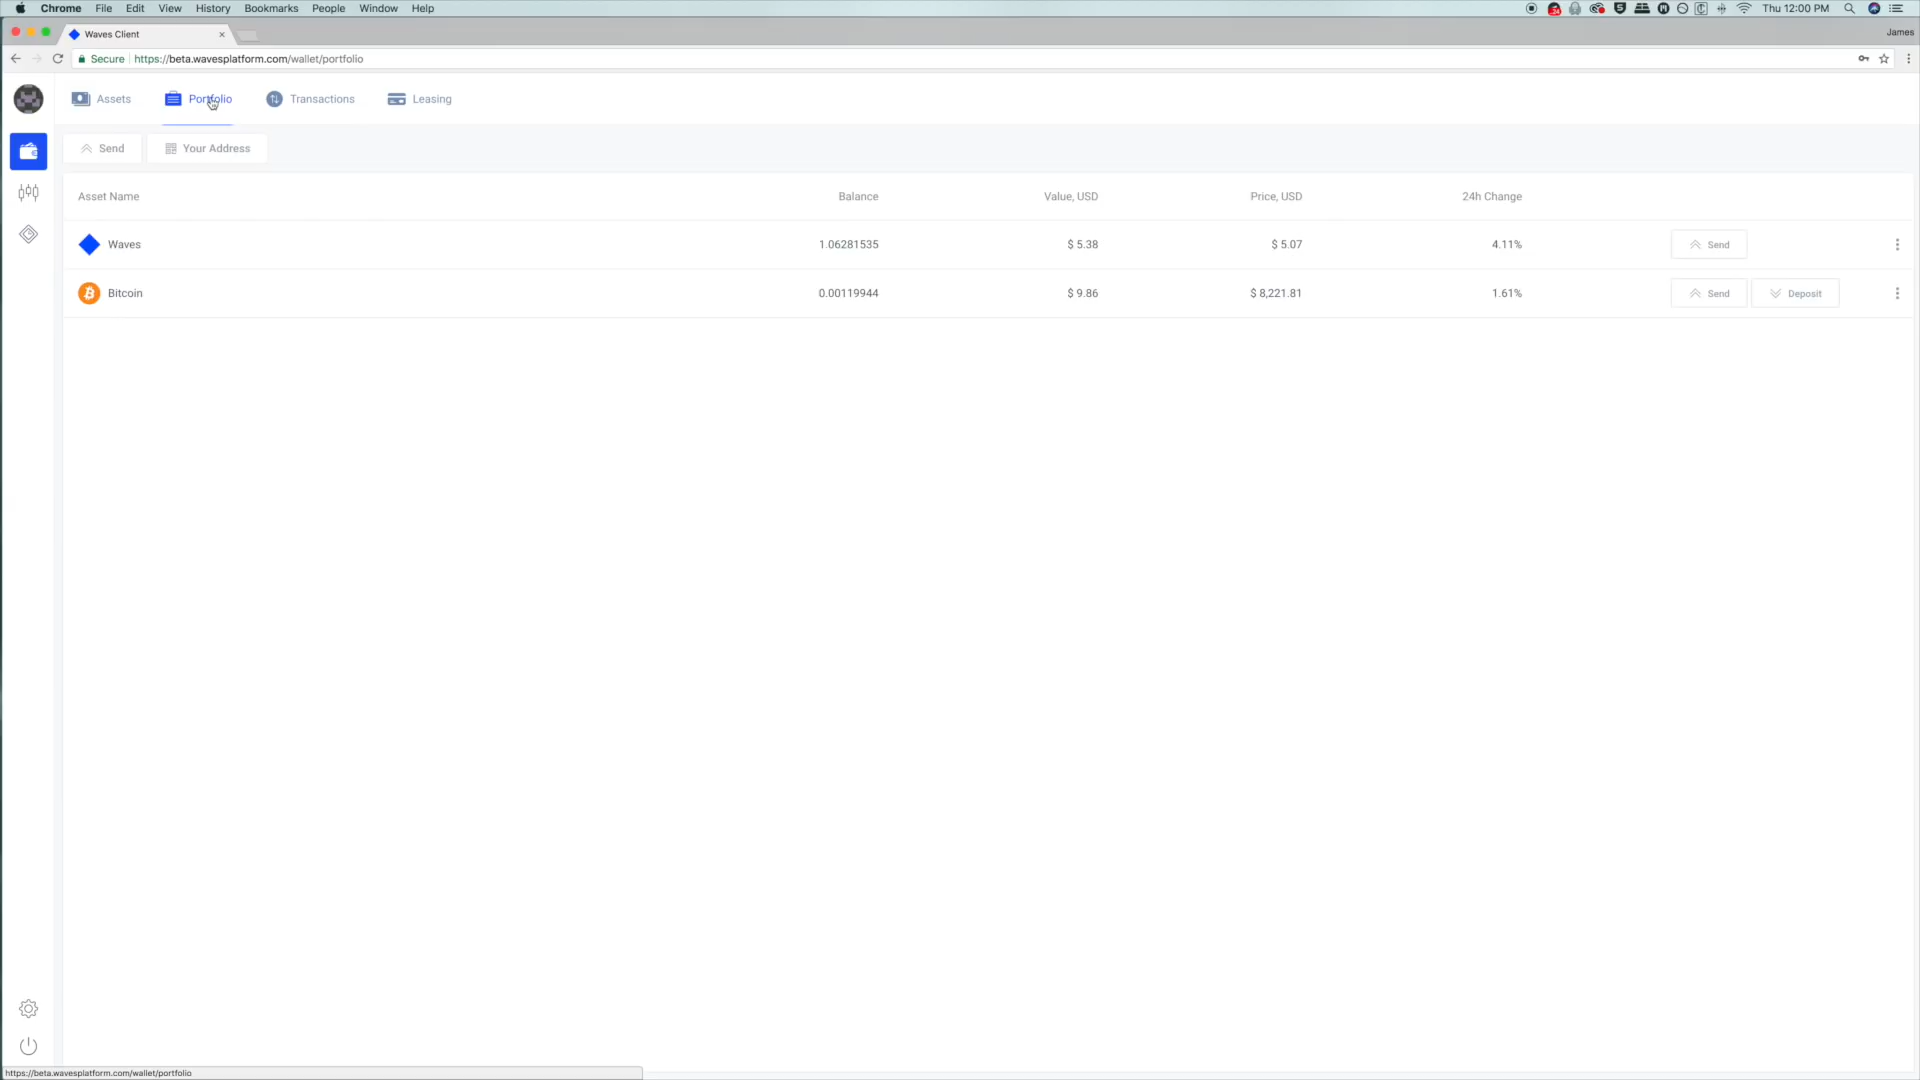 Chrome File Edit View History Bookmarks People Window Help Thu 12:00 PM
Waves Client James
Secure https://beta.wavesplatform.com/wallet/portfolio
Assets Portfolio Transactions Leasing
Send Your Address
Asset Name Balance Value, USD Price, USD 24h Change
Waves 1.06281535 $ 5.38 $ 5.07 4.11% Send
Bitcoin 0.00119944 $ 9.86 $ 8,221.81 1.61% Send Deposit
https://beta.wavesplatform.com/wallet/portfolio